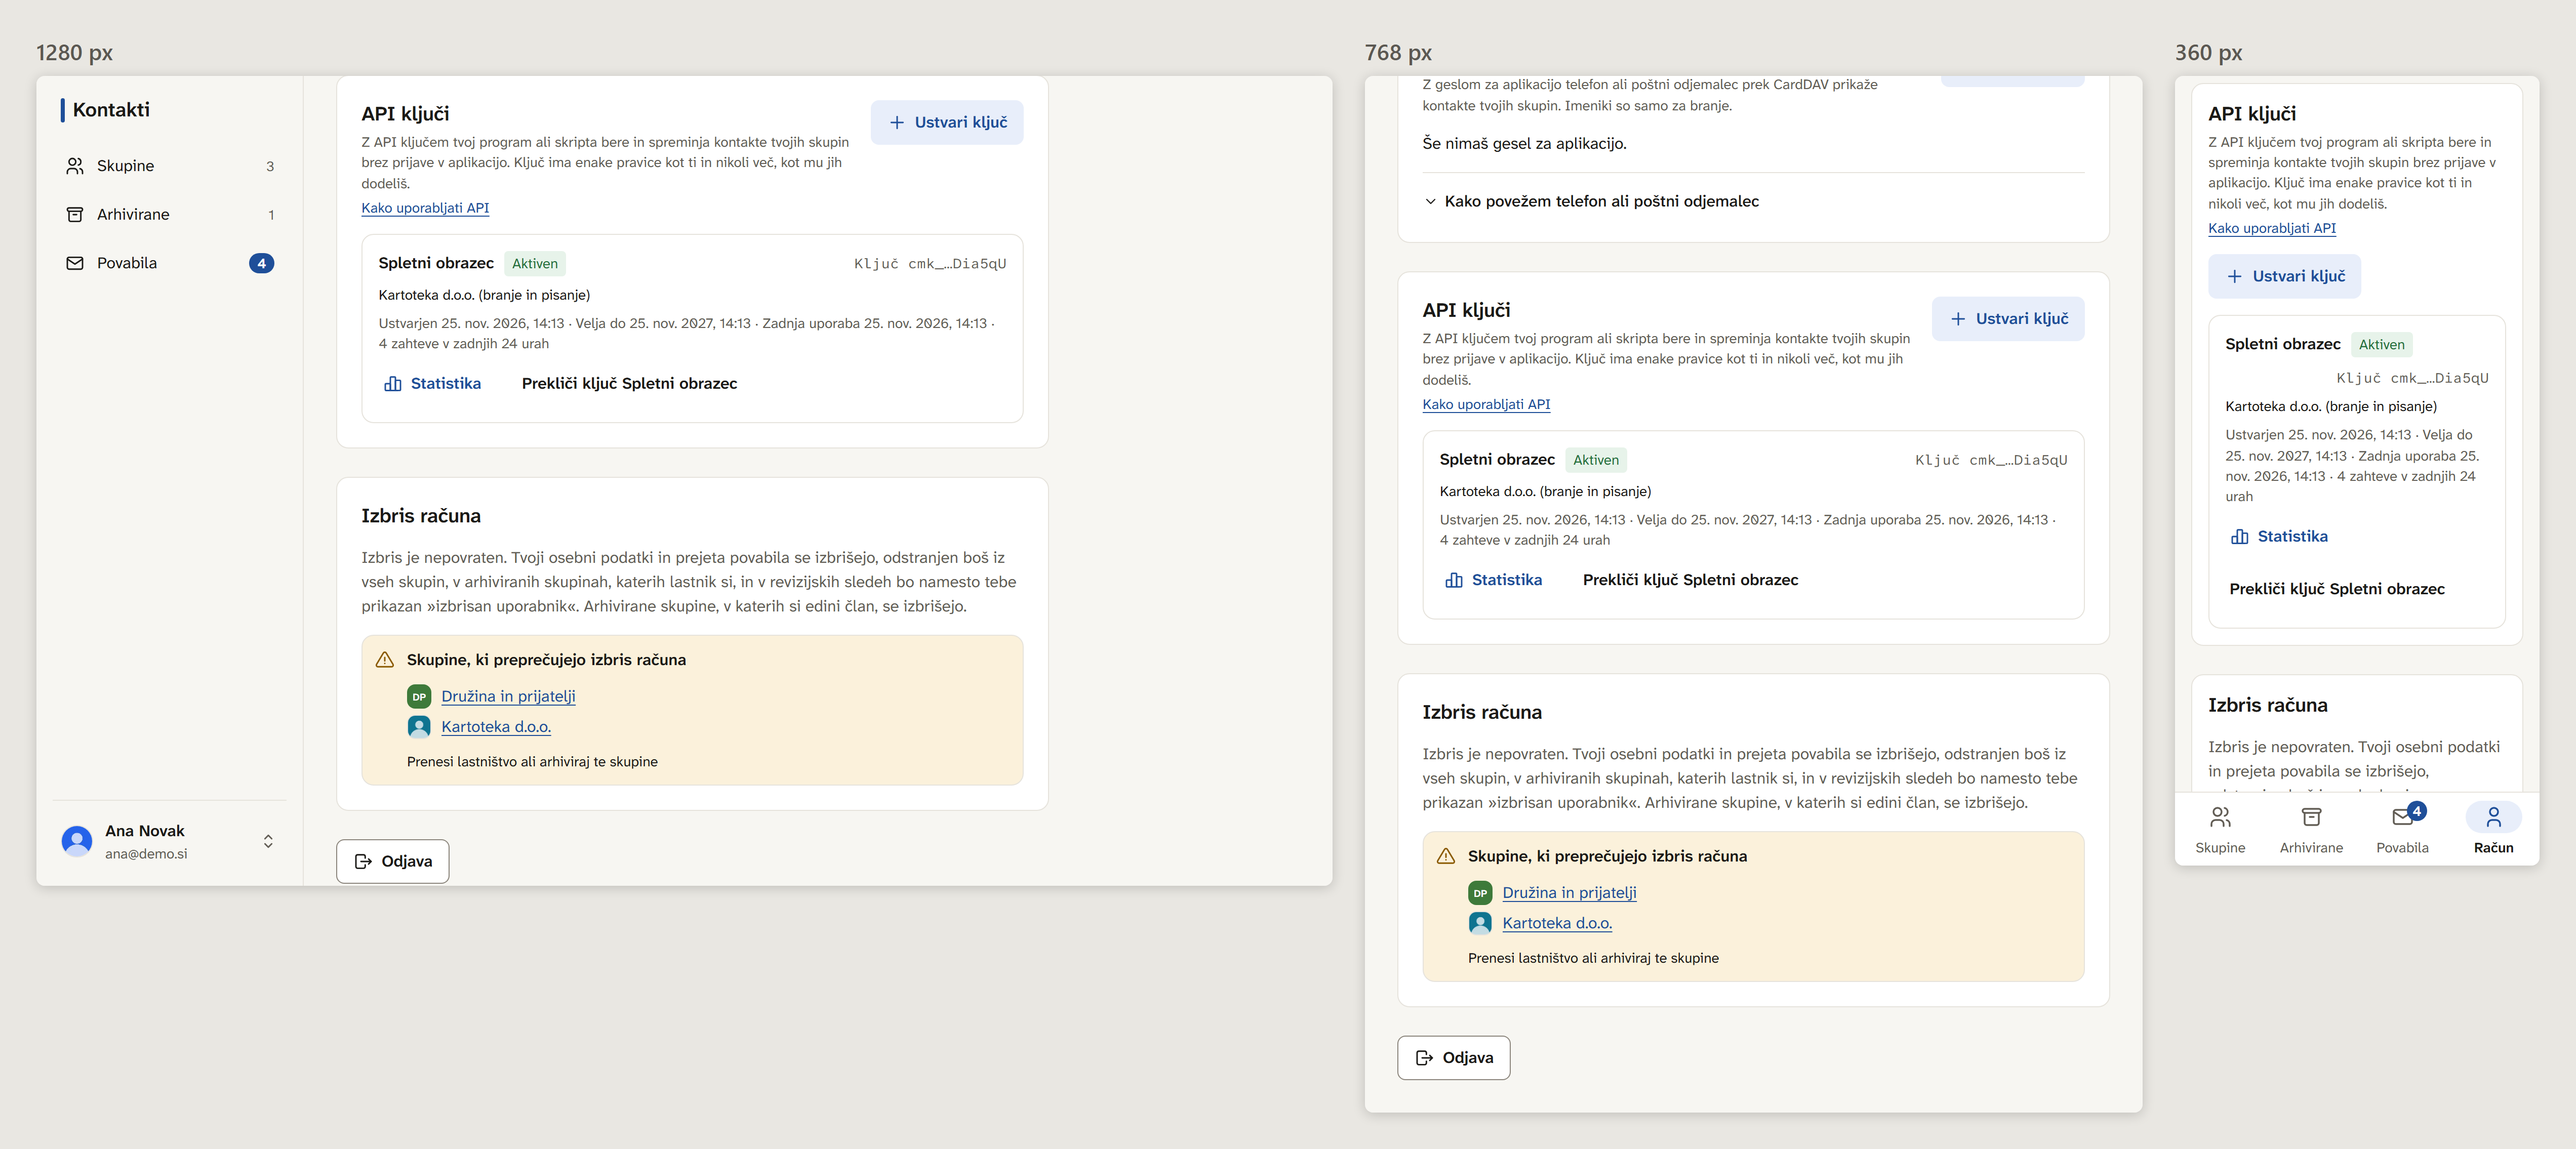 1280 px
Kontakti
Skupine 3
Arhivirane 1
Povabila 4
Ana Novak
ana@demo.si
API ključi
Ustvari ključ
Z API ključem tvoj program ali skripta bere in spreminja kontakte tvojih skupin
brez prijave v aplikacijo. Ključ ima enake pravice kot ti in nikoli več, kot mu jih
dodeliš.
Kako uporabljati API
Spletni obrazec Aktiven Ključ cmk_…Dia5qU
Kartoteka d.o.o. (branje in pisanje)
Ustvarjen 25. nov. 2026, 14:13 · Velja do 25. nov. 2027, 14:13 · Zadnja uporaba 25. nov. 2026, 14:13 ·
4 zahteve v zadnjih 24 urah
Statistika Prekliči ključ Spletni obrazec
Izbris računa
Izbris je nepovraten. Tvoji osebni podatki in prejeta povabila se izbrišejo, odstranjen boš iz
vseh skupin, v arhiviranih skupinah, katerih lastnik si, in v revizijskih sledeh bo namesto tebe
prikazan »izbrisan uporabnik«. Arhivirane skupine, v katerih si edini član, se izbrišejo.
Skupine, ki preprečujejo izbris računa
DP Družina in prijatelji
Kartoteka d.o.o.
Prenesi lastništvo ali arhiviraj te skupine
Odjava
768 px
Z geslom za aplikacijo telefon ali poštni odjemalec prek CardDAV prikaže
kontakte tvojih skupin. Imeniki so samo za branje.
Še nimaš gesel za aplikacijo.
Kako povežem telefon ali poštni odjemalec
API ključi
Ustvari ključ
Z API ključem tvoj program ali skripta bere in spreminja kontakte tvojih skupin
brez prijave v aplikacijo. Ključ ima enake pravice kot ti in nikoli več, kot mu jih
dodeliš.
Kako uporabljati API
Spletni obrazec Aktiven Ključ cmk_…Dia5qU
Kartoteka d.o.o. (branje in pisanje)
Ustvarjen 25. nov. 2026, 14:13 · Velja do 25. nov. 2027, 14:13 · Zadnja uporaba 25. nov. 2026, 14:13 ·
4 zahteve v zadnjih 24 urah
Statistika Prekliči ključ Spletni obrazec
Izbris računa
Izbris je nepovraten. Tvoji osebni podatki in prejeta povabila se izbrišejo, odstranjen boš iz
vseh skupin, v arhiviranih skupinah, katerih lastnik si, in v revizijskih sledeh bo namesto tebe
prikazan »izbrisan uporabnik«. Arhivirane skupine, v katerih si edini član, se izbrišejo.
Skupine, ki preprečujejo izbris računa
DP Družina in prijatelji
Kartoteka d.o.o.
Prenesi lastništvo ali arhiviraj te skupine
Odjava
360 px
API ključi
Z API ključem tvoj program ali skripta bere in
spreminja kontakte tvojih skupin brez prijave v
aplikacijo. Ključ ima enake pravice kot ti in
nikoli več, kot mu jih dodeliš.
Kako uporabljati API
Ustvari ključ
Spletni obrazec Aktiven
Ključ cmk_…Dia5qU
Kartoteka d.o.o. (branje in pisanje)
Ustvarjen 25. nov. 2026, 14:13 · Velja do
25. nov. 2027, 14:13 · Zadnja uporaba 25.
nov. 2026, 14:13 · 4 zahteve v zadnjih 24
urah
Statistika
Prekliči ključ Spletni obrazec
Izbris računa
Izbris je nepovraten. Tvoji osebni podatki
in prejeta povabila se izbrišejo,
4
Skupine Arhivirane Povabila Račun